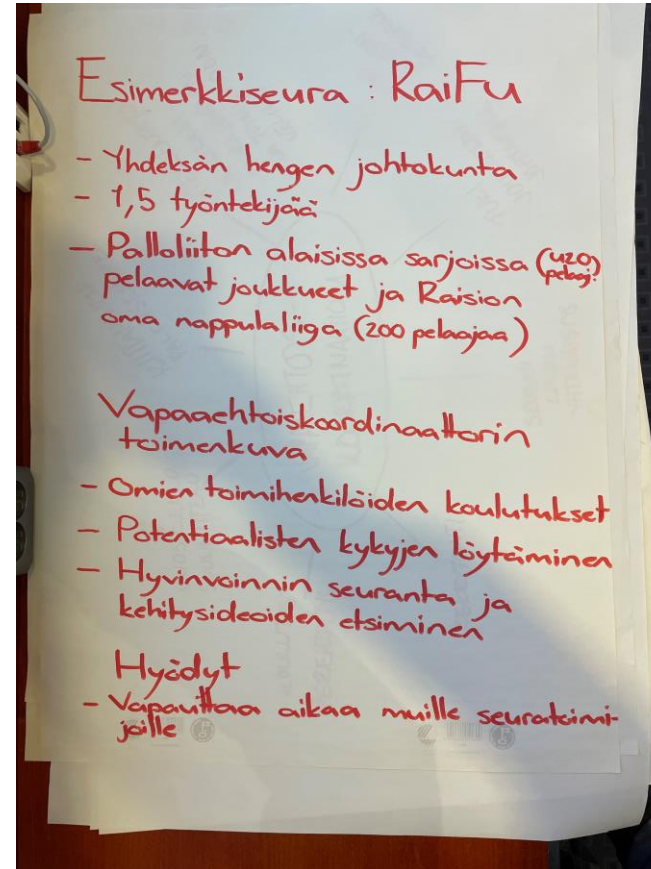 Esimerkkiseura : RaiFu
- Yhdeksän hengen johtokunta
- 1,5 työntekijää
- Palloliiton alaisissa sarjoissa (420 pelaaj.)
pelaavat joukkueet ja Raision
oma nappulaliiga (200 pelaajaa)
Vapaaehtoiskoordinaattorin
toimenkuva
- Omien toimihenkilöiden koulutukset
- Potentiaalisten kykyjen löytäminen
- Hyvinvoinnin seuranta ja
kehitysideoiden etsiminen
Hyödyt
- Vapauttaa aikaa muille seuratoimi-
joille